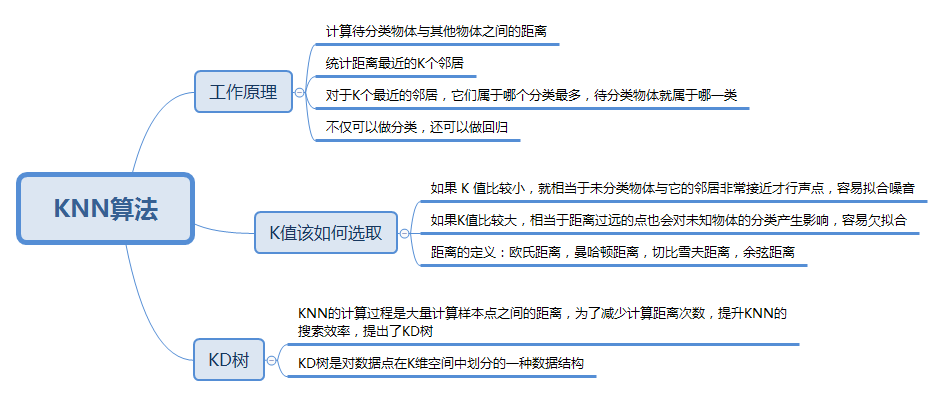 KNN算法
工作原理
计算待分类物体与其他物体之间的距离
统计距离最近的K个邻居
对于K个最近的邻居，它们属于哪个分类最多，待分类物体就属于哪一类
不仅可以做分类，还可以做回归
K值该如何选取
如果 K 值比较小，就相当于未分类物体与它的邻居非常接近才行声点，容易拟合噪音
如果K值比较大，相当于距离过远的点也会对未知物体的分类产生影响，容易欠拟合
距离的定义：欧氏距离，曼哈顿距离，切比雪夫距离，余弦距离
KD树
KNN的计算过程是大量计算样本点之间的距离，为了减少计算距离次数，提升KNN的
搜索效率，提出了KD树
KD树是对数据点在K维空间中划分的一种数据结构